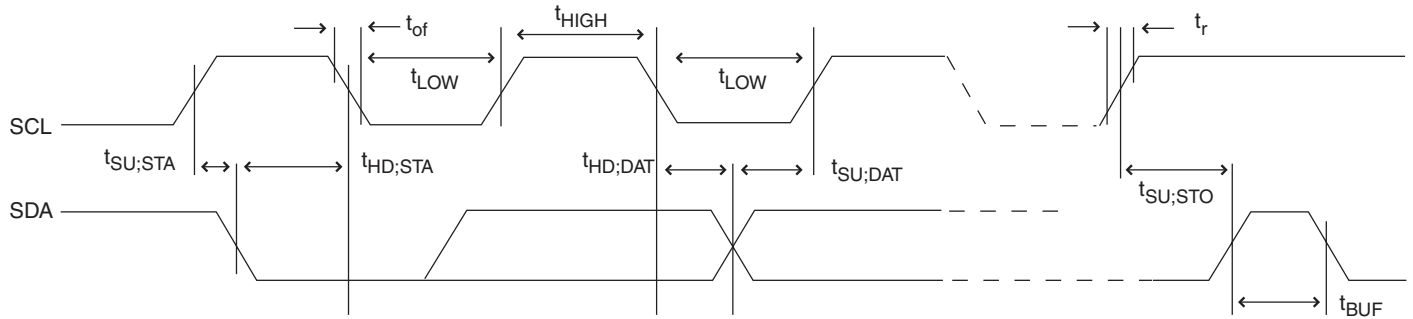 t_of
t_HIGH
t_r
t_LOW
t_LOW
SCL
t_SU;STA
t_HD;STA
t_HD;DAT
t_SU;DAT
t_SU;STO
SDA
t_BUF